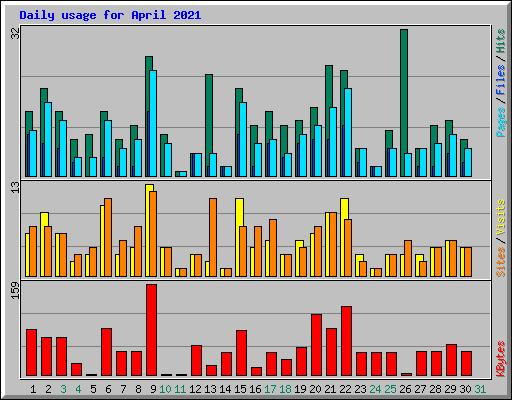 Daily usage for April 2021
32
Pages / Files / Hits
13
Sites / Visits
159
KBytes
1 2 3 4 5 6 7 8 9 10 11 12 13 14 15 16 17 18 19 20 21 22 23 24 25 26 27 28 29 30 31